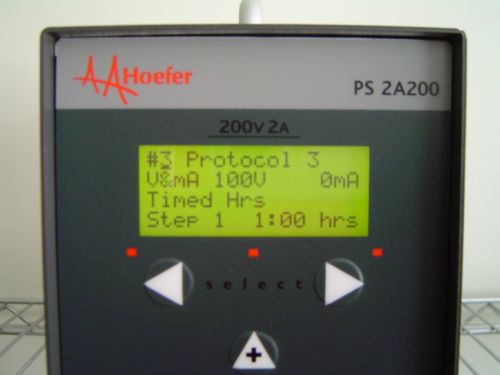 Hoefer
PS 2A200
200V 2A
#3 Protocol 3
V&mA 100V 0mA
Timed Hrs
Step 1 1:00 hrs
select
+